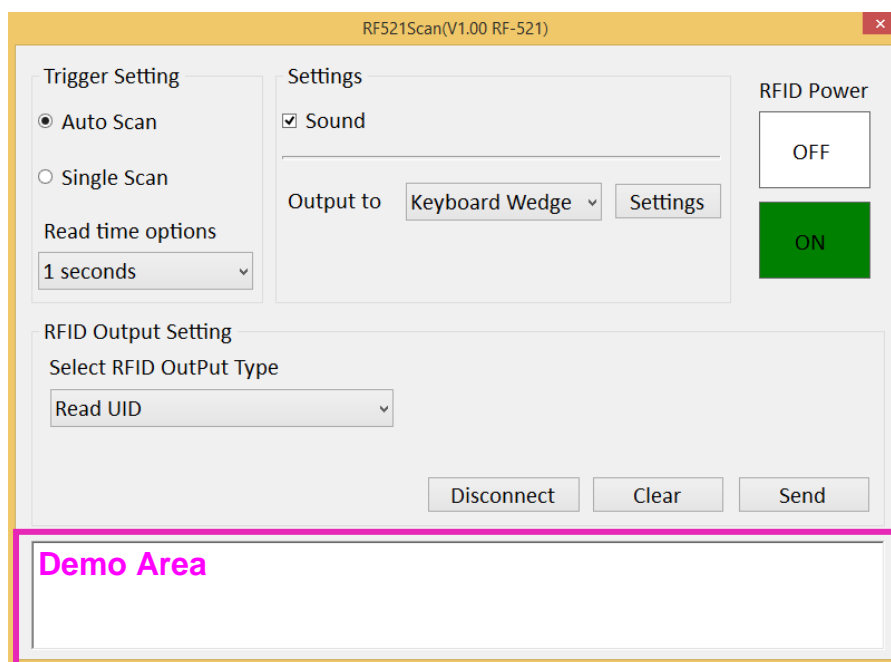 RF521Scan(V1.00 RF-521)
×
Trigger Setting
Auto Scan
Single Scan
Read time options
1 seconds
Settings
Sound
Output to
Keyboard Wedge
Settings
RFID Power
OFF
ON
RFID Output Setting
Select RFID OutPut Type
Read UID
Disconnect
Clear
Send
Demo Area